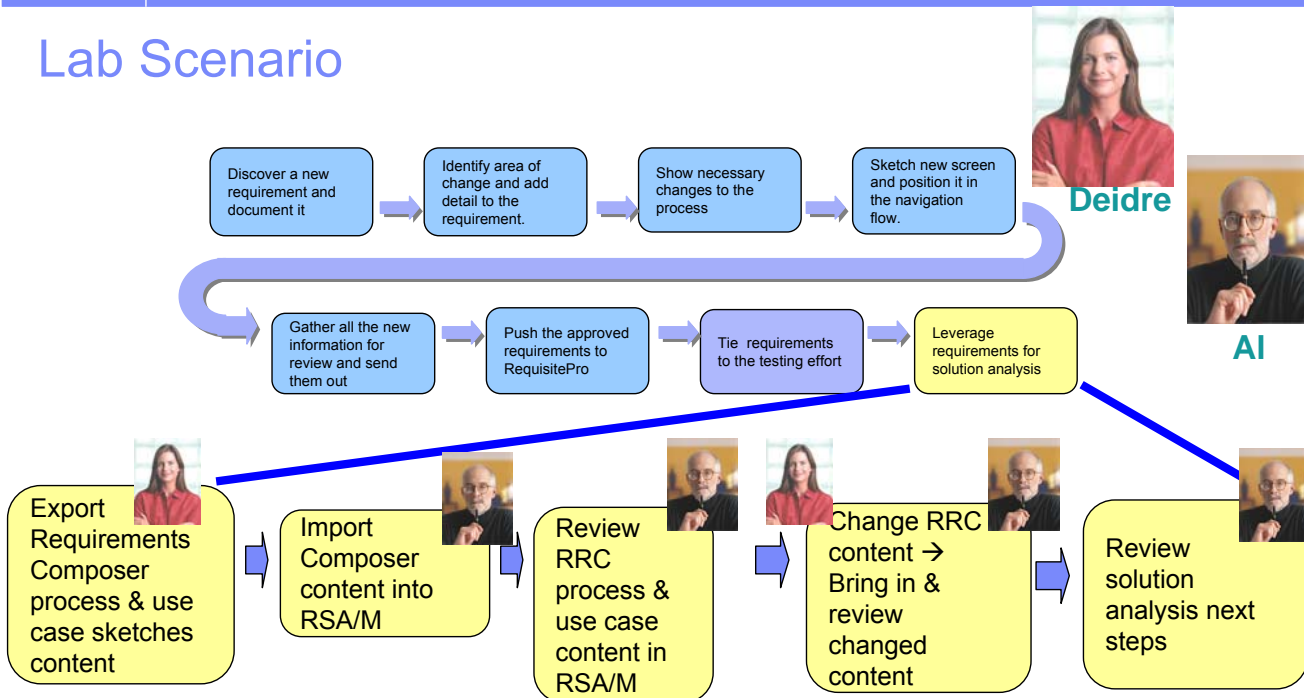 Lab Scenario
Deidre
Al
Discover a new
requirement and
document it
Identify area of
change and add
detail to the
requirement.
Show necessary
changes to the
process
Sketch new screen
and position it in
the navigation
flow.
Gather all the new
information for
review and send
them out
Push the approved
requirements to
RequisitePro
Tie requirements
to the testing effort
Leverage
requirements for
solution analysis
Export
Requirements
Composer
process & use
case sketches
content
Import
Composer
content into
RSA/M
Review
RRC
process &
use case
content in
RSA/M
Change RRC
content →
Bring in &
review
changed
content
Review
solution
analysis next
steps